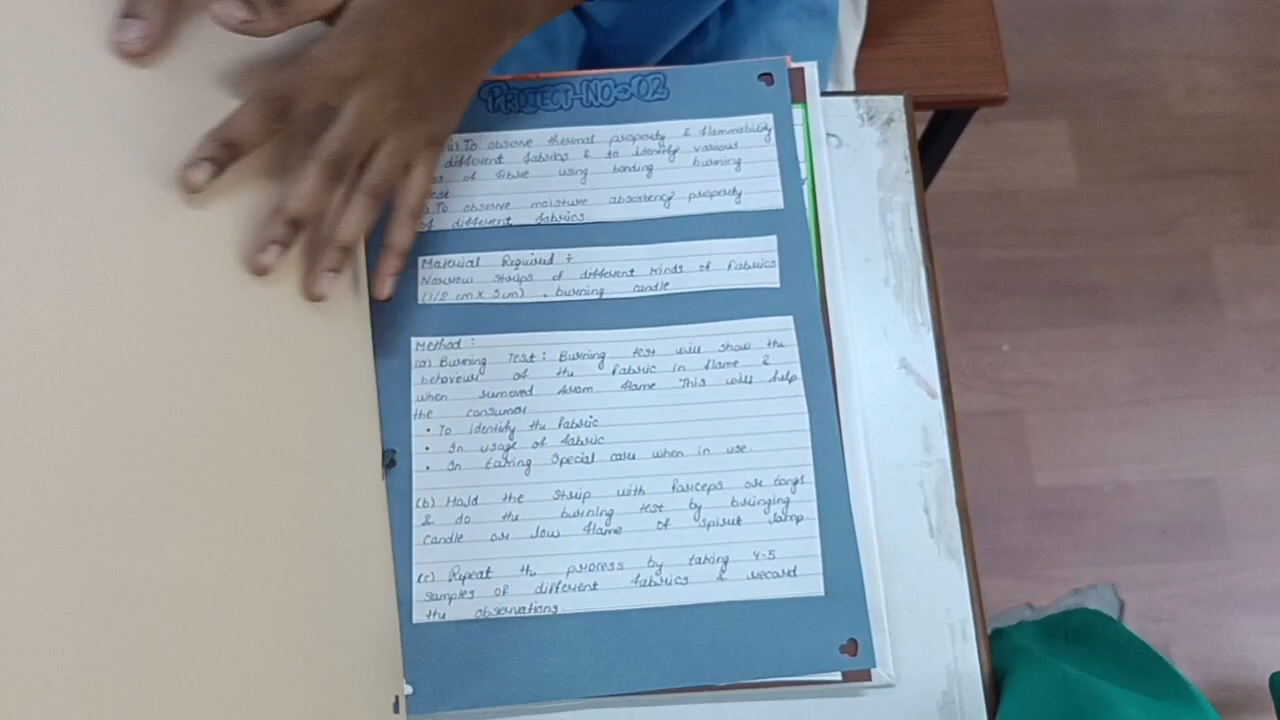 PROJECT-NO-02
ii) To observe thermal property & flammability
different fabrics & to identify various
of fibre using bonding burning
est
To observe moisture absorbency property
of different fabrics
Material Required :
Narrow strips of different kinds of Fabrics
(1/2 cm x 5cm) , burning candle
Method :
(a) Burning Test : Burning test will show the
behaviour of the Fabric in flame &
when removed from flame This will help
the consumer
• To identify the Fabric
• In usage of fabric
• In taking Special care when in use.
(b) Hold the Strip with Forceps or tongs
& do the burning test by bringing
candle or low flame of spirit lamp
(c) Repeat the process by taking 4-5
samples of different fabrics & record
the observations.